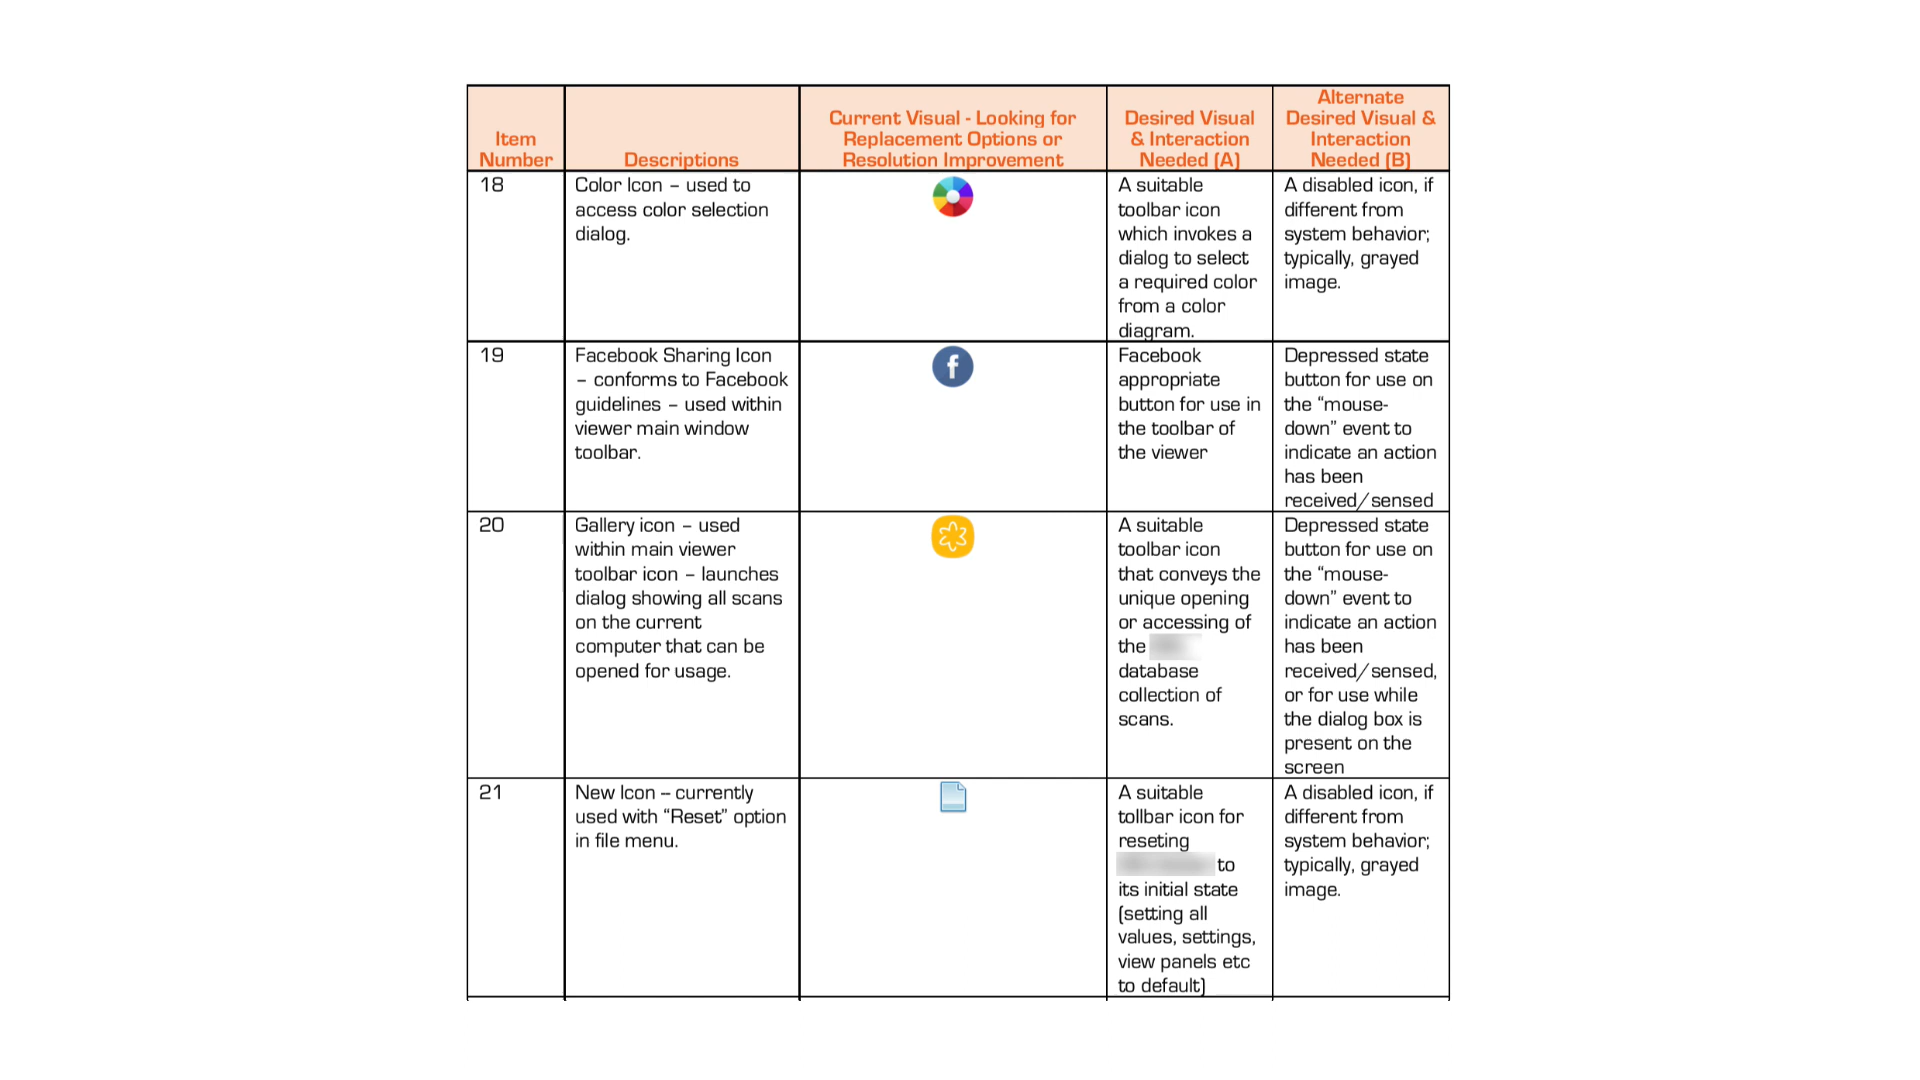 Item
Number
Descriptions
Current Visual - Looking for
Replacement Options or
Resolution Improvement
Desired Visual
& Interaction
Needed (A)
Alternate
Desired Visual &
Interaction
Needed (B)
18
Color Icon – used to
access color selection
dialog.
A suitable
toolbar icon
which invokes a
dialog to select
a required color
from a color
diagram.
A disabled icon, if
different from
system behavior;
typically, grayed
image.
19
Facebook Sharing Icon
– conforms to Facebook
guidelines – used within
viewer main window
toolbar.
f
Facebook
appropriate
button for use in
the toolbar of
the viewer
Depressed state
button for use on
the “mouse-
down” event to
indicate an action
has been
received/sensed
20
Gallery icon – used
within main viewer
toolbar icon – launches
dialog showing all scans
on the current
computer that can be
opened for usage.
A suitable
toolbar icon
that conveys the
unique opening
or accessing of
the
database
collection of
scans.
Depressed state
button for use on
the “mouse-
down” event to
indicate an action
has been
received/sensed,
or for use while
the dialog box is
present on the
screen
21
New Icon – currently
used with “Reset” option
in file menu.
A suitable
tollbar icon for
reseting
to
its initial state
(setting all
values, settings,
view panels etc
to default)
A disabled icon, if
different from
system behavior;
typically, grayed
image.